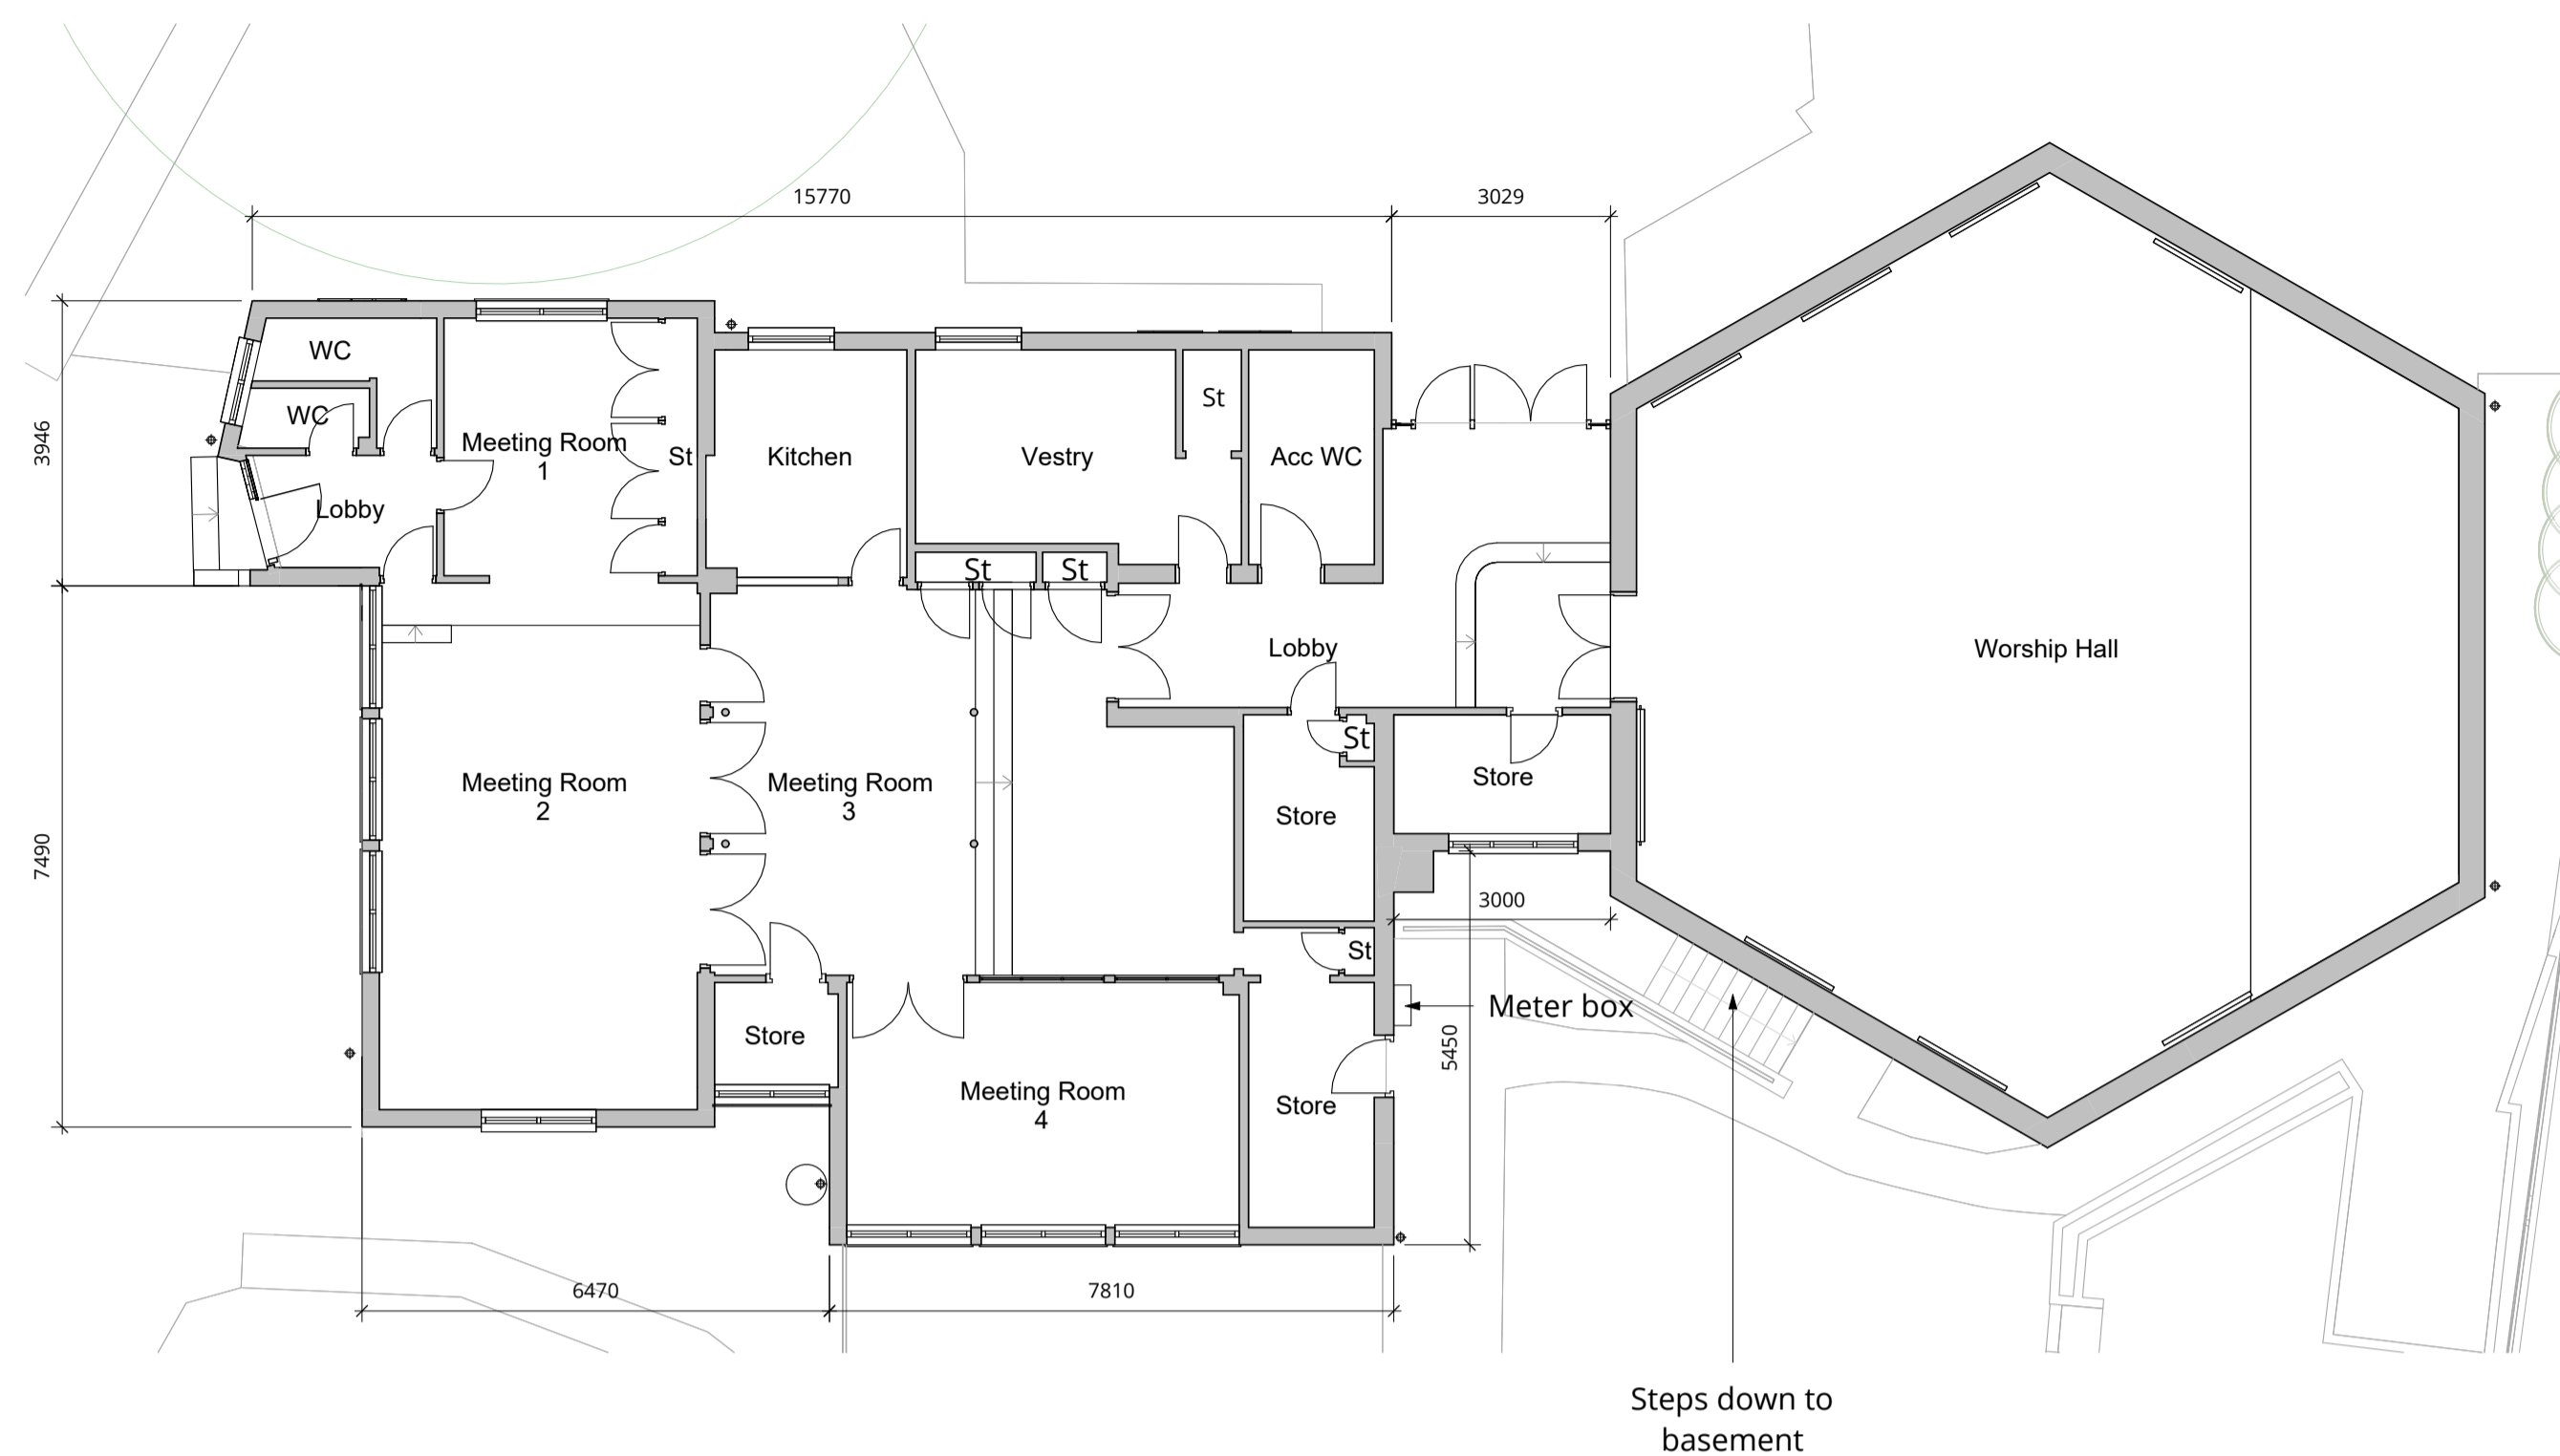 15770
3029
WC
WC
St
3946
Meeting Room
1
St
Kitchen
Vestry
Acc WC
Lobby
St
St
Lobby
Worship Hall
St
Meeting Room
2
Meeting Room
3
Store
Store
7490
3000
St
Meter box
Store
5450
Meeting Room
4
Store
6470
7810
Steps down to
basement